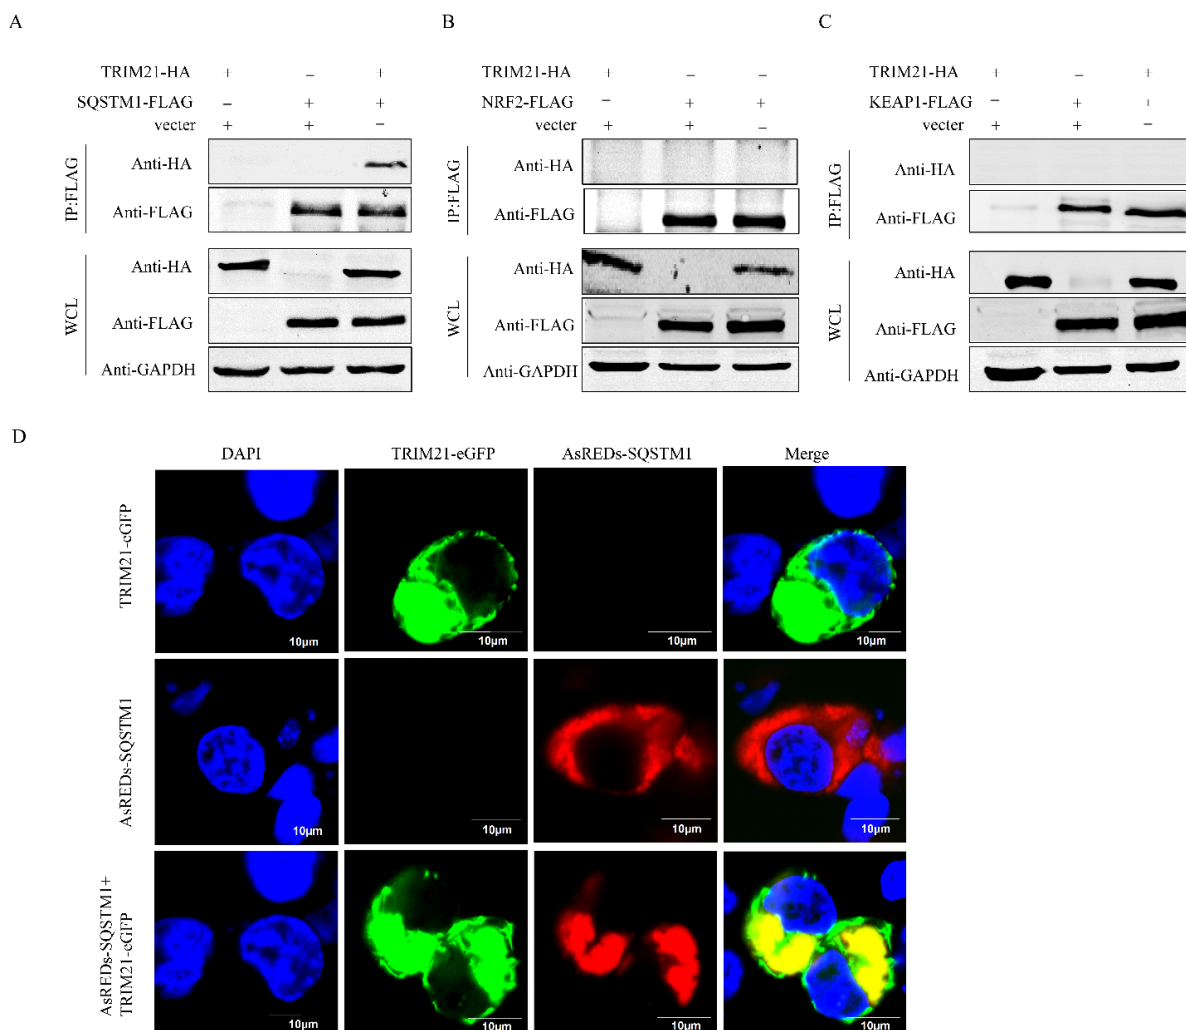 A
TRIM21-HA + – +
SQSTM1-FLAG – + +
vecter + + –
IP:FLAG
Anti-HA
Anti-FLAG
WCL
Anti-HA
Anti-FLAG
Anti-GAPDH
B
TRIM21-HA + – –
NRF2-FLAG – + +
vecter + + –
IP:FLAG
Anti-HA
Anti-FLAG
WCL
Anti-HA
Anti-FLAG
Anti-GAPDH
C
TRIM21-HA + – +
KEAP1-FLAG – + +
vecter + + –
IP:FLAG
Anti-HA
Anti-FLAG
WCL
Anti-HA
Anti-FLAG
Anti-GAPDH
D
DAPI TRIM21-eGFP AsREDs-SQSTM1 Merge
TRIM21-eGFP
10μm 10μm 10μm 10μm
AsREDs-SQSTM1
10μm 10μm 10μm 10μm
AsREDs-SQSTM1+
TRIM21-eGFP
10μm 10μm 10μm 10μm